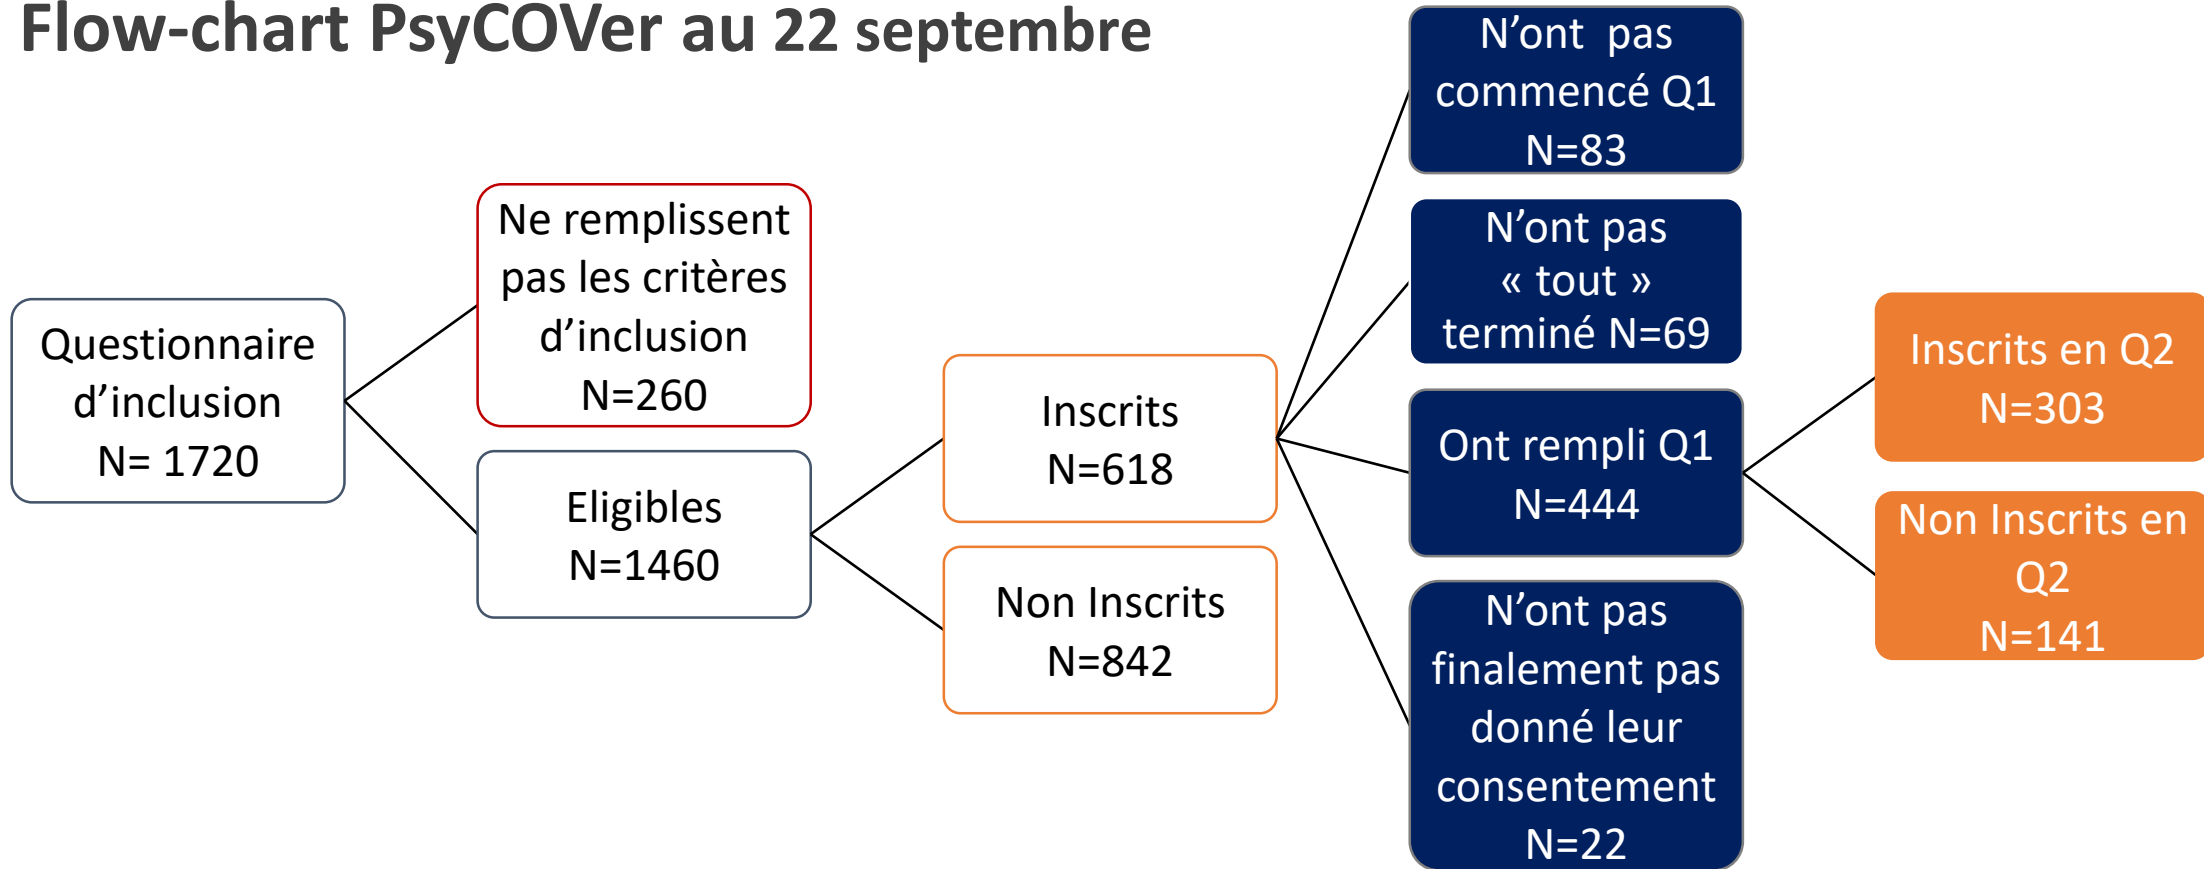 Flow-chart PsyCOVer au 22 septembre
Questionnaire
d’inclusion
N= 1720
Ne remplissent
pas les critères
d’inclusion
N=260
Eligibles
N=1460
Inscrits
N=618
Non Inscrits
N=842
N’ont  pas
commencé Q1
N=83
N’ont pas
« tout »
terminé N=69
Ont rempli Q1
N=444
N’ont pas
finalement pas
donné leur
consentement
N=22
Inscrits en Q2
N=303
Non Inscrits en
Q2
N=141